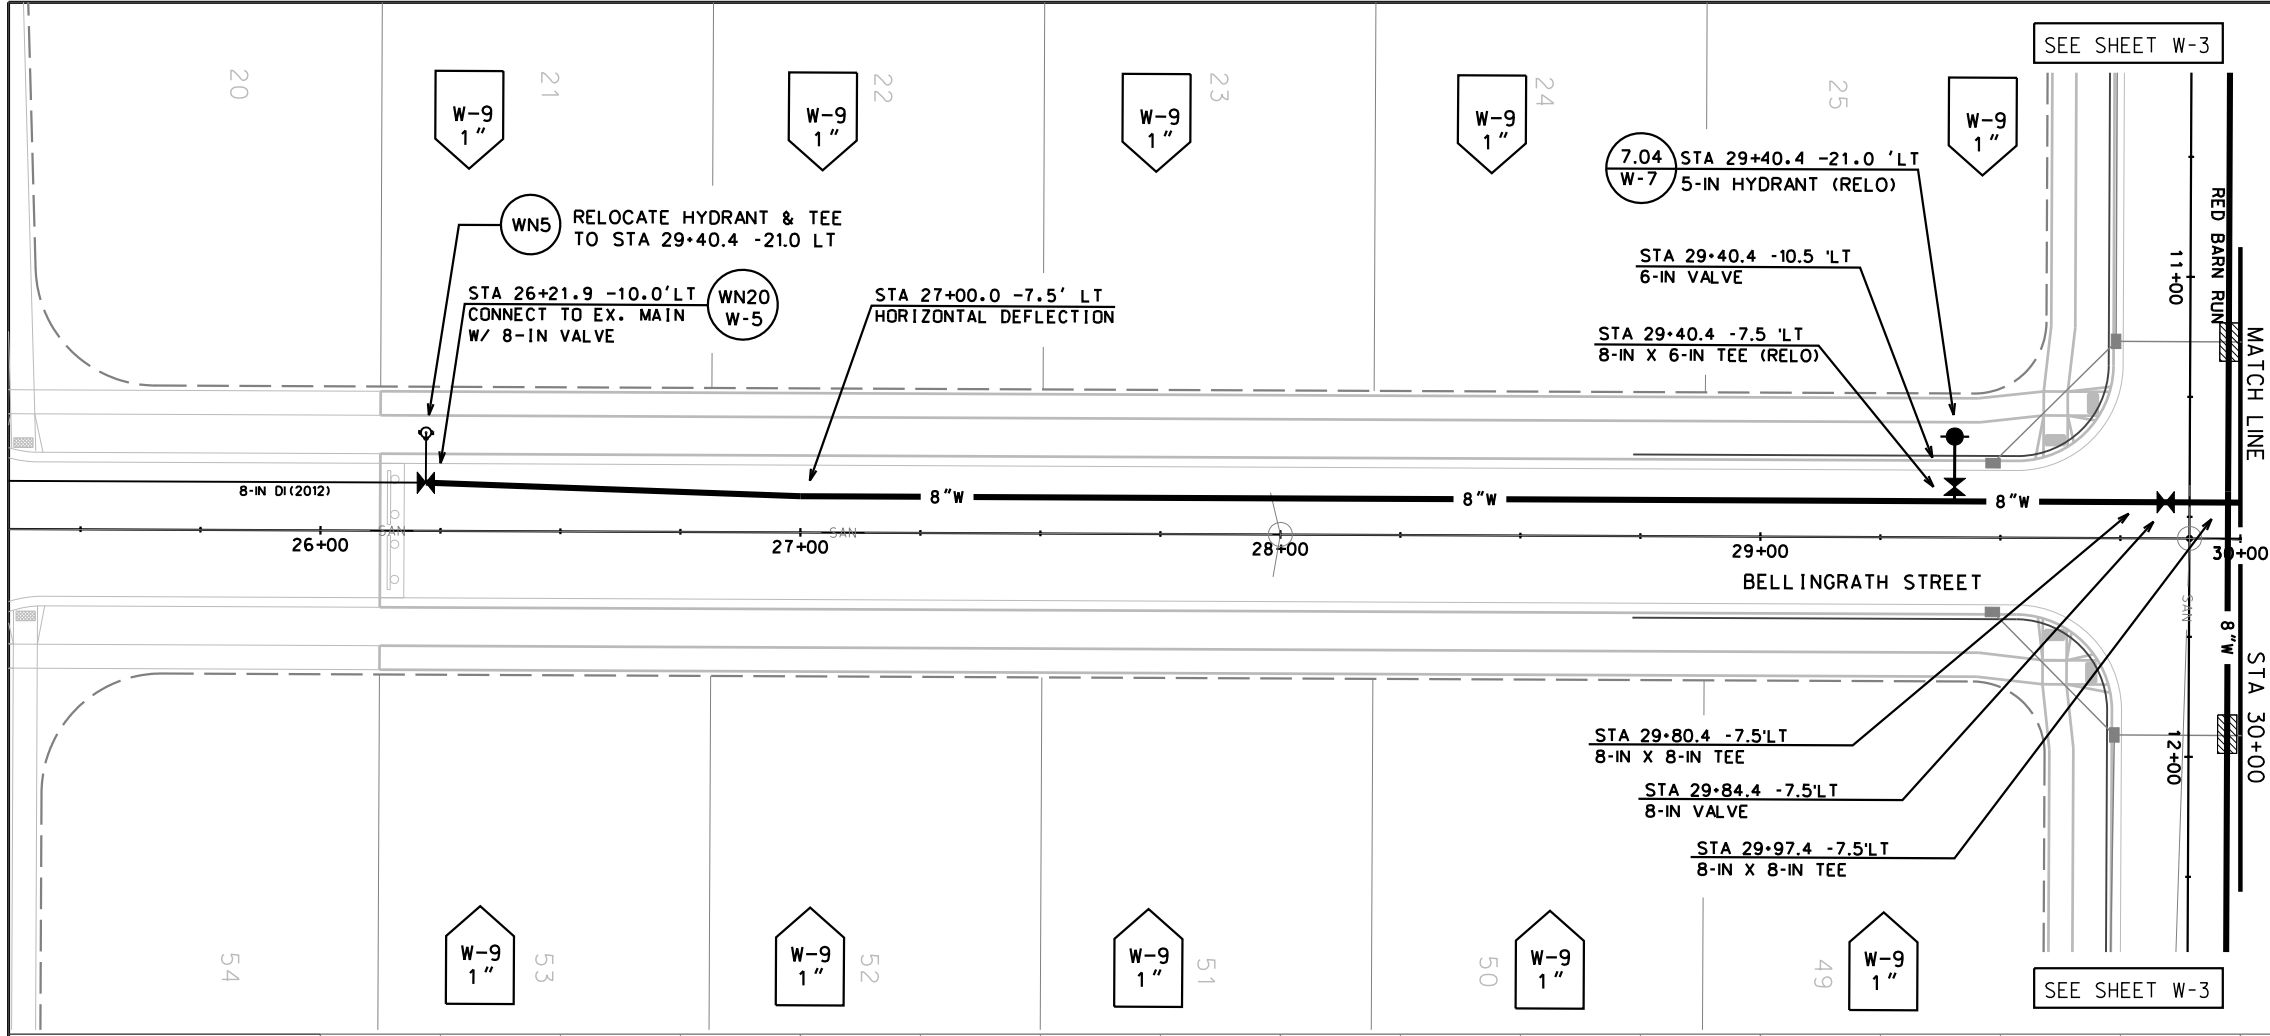 SEE SHEET W-3
20
21
22
23
24
25
W-9
1"
W-9
1"
W-9
1"
W-9
1"
W-9
1"
7.04
W-7
STA 29+40.4 -21.0 'LT
5-IN HYDRANT (RELO)
WN5
RELOCATE HYDRANT & TEE
TO STA 29+40.4 -21.0 LT
STA 26+21.9 -10.0'LT
CONNECT TO EX. MAIN
W/ 8-IN VALVE
WN20
W-5
STA 27+00.0 -7.5' LT
HORIZONTAL DEFLECTION
STA 29+40.4 -10.5 'LT
6-IN VALVE
STA 29+40.4 -7.5 'LT
8-IN X 6-IN TEE (RELO)
RED BARN RUN
11+00
MATCH LINE
STA 30+00
8-IN DI(2012)
8"W
8"W
8"W
SAN
SAN
26+00
27+00
28+00
29+00
30+00
BELLINGRATH STREET
SAN
8"W
12+00
STA 29+80.4 -7.5'LT
8-IN X 8-IN TEE
STA 29+84.4 -7.5'LT
8-IN VALVE
STA 29+97.4 -7.5'LT
8-IN X 8-IN TEE
54
53
52
51
50
49
W-9
1"
W-9
1"
W-9
1"
W-9
1"
W-9
1"
SEE SHEET W-3